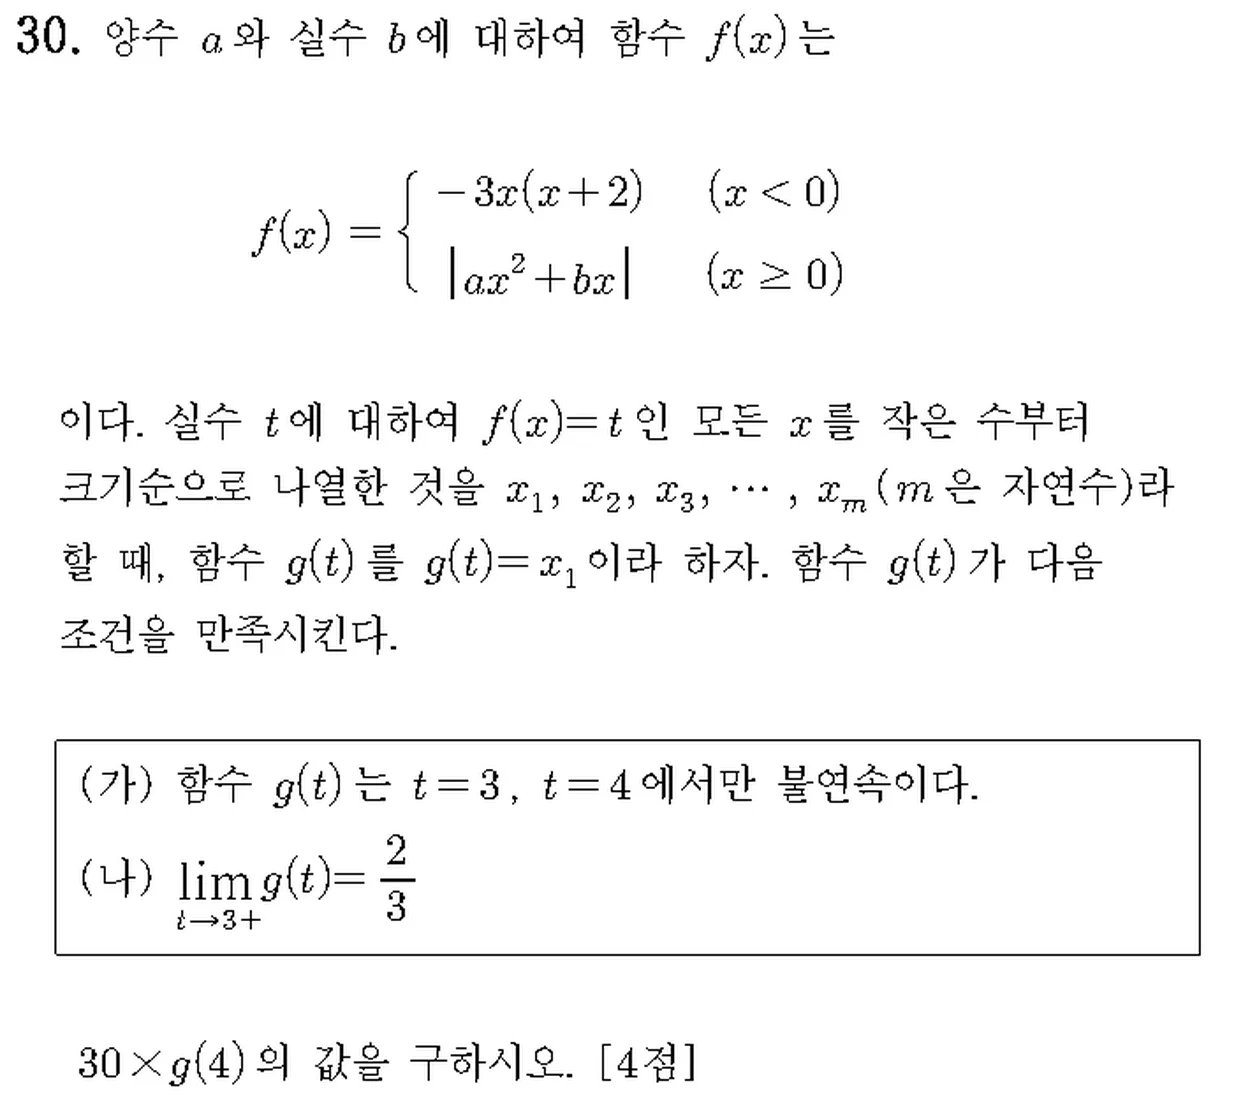 30. 양수 a와 실수 b에 대하여 함수 f(x)는
f(x) = { -3x(x+2) (x < 0)
|ax²+bx| (x ≥ 0)
이다. 실수 t에 대하여 f(x)=t인 모든 x를 작은 수부터
크기순으로 나열한 것을 x₁, x₂, x₃, ⋯ , xₘ(m은 자연수)라
할 때, 함수 g(t)를 g(t)=x₁이라 하자. 함수 g(t)가 다음
조건을 만족시킨다.
(가) 함수 g(t)는 t=3, t=4에서만 불연속이다.
(나) lim_{t→3+} g(t)=2/3
30×g(4)의 값을 구하시오. [4점]